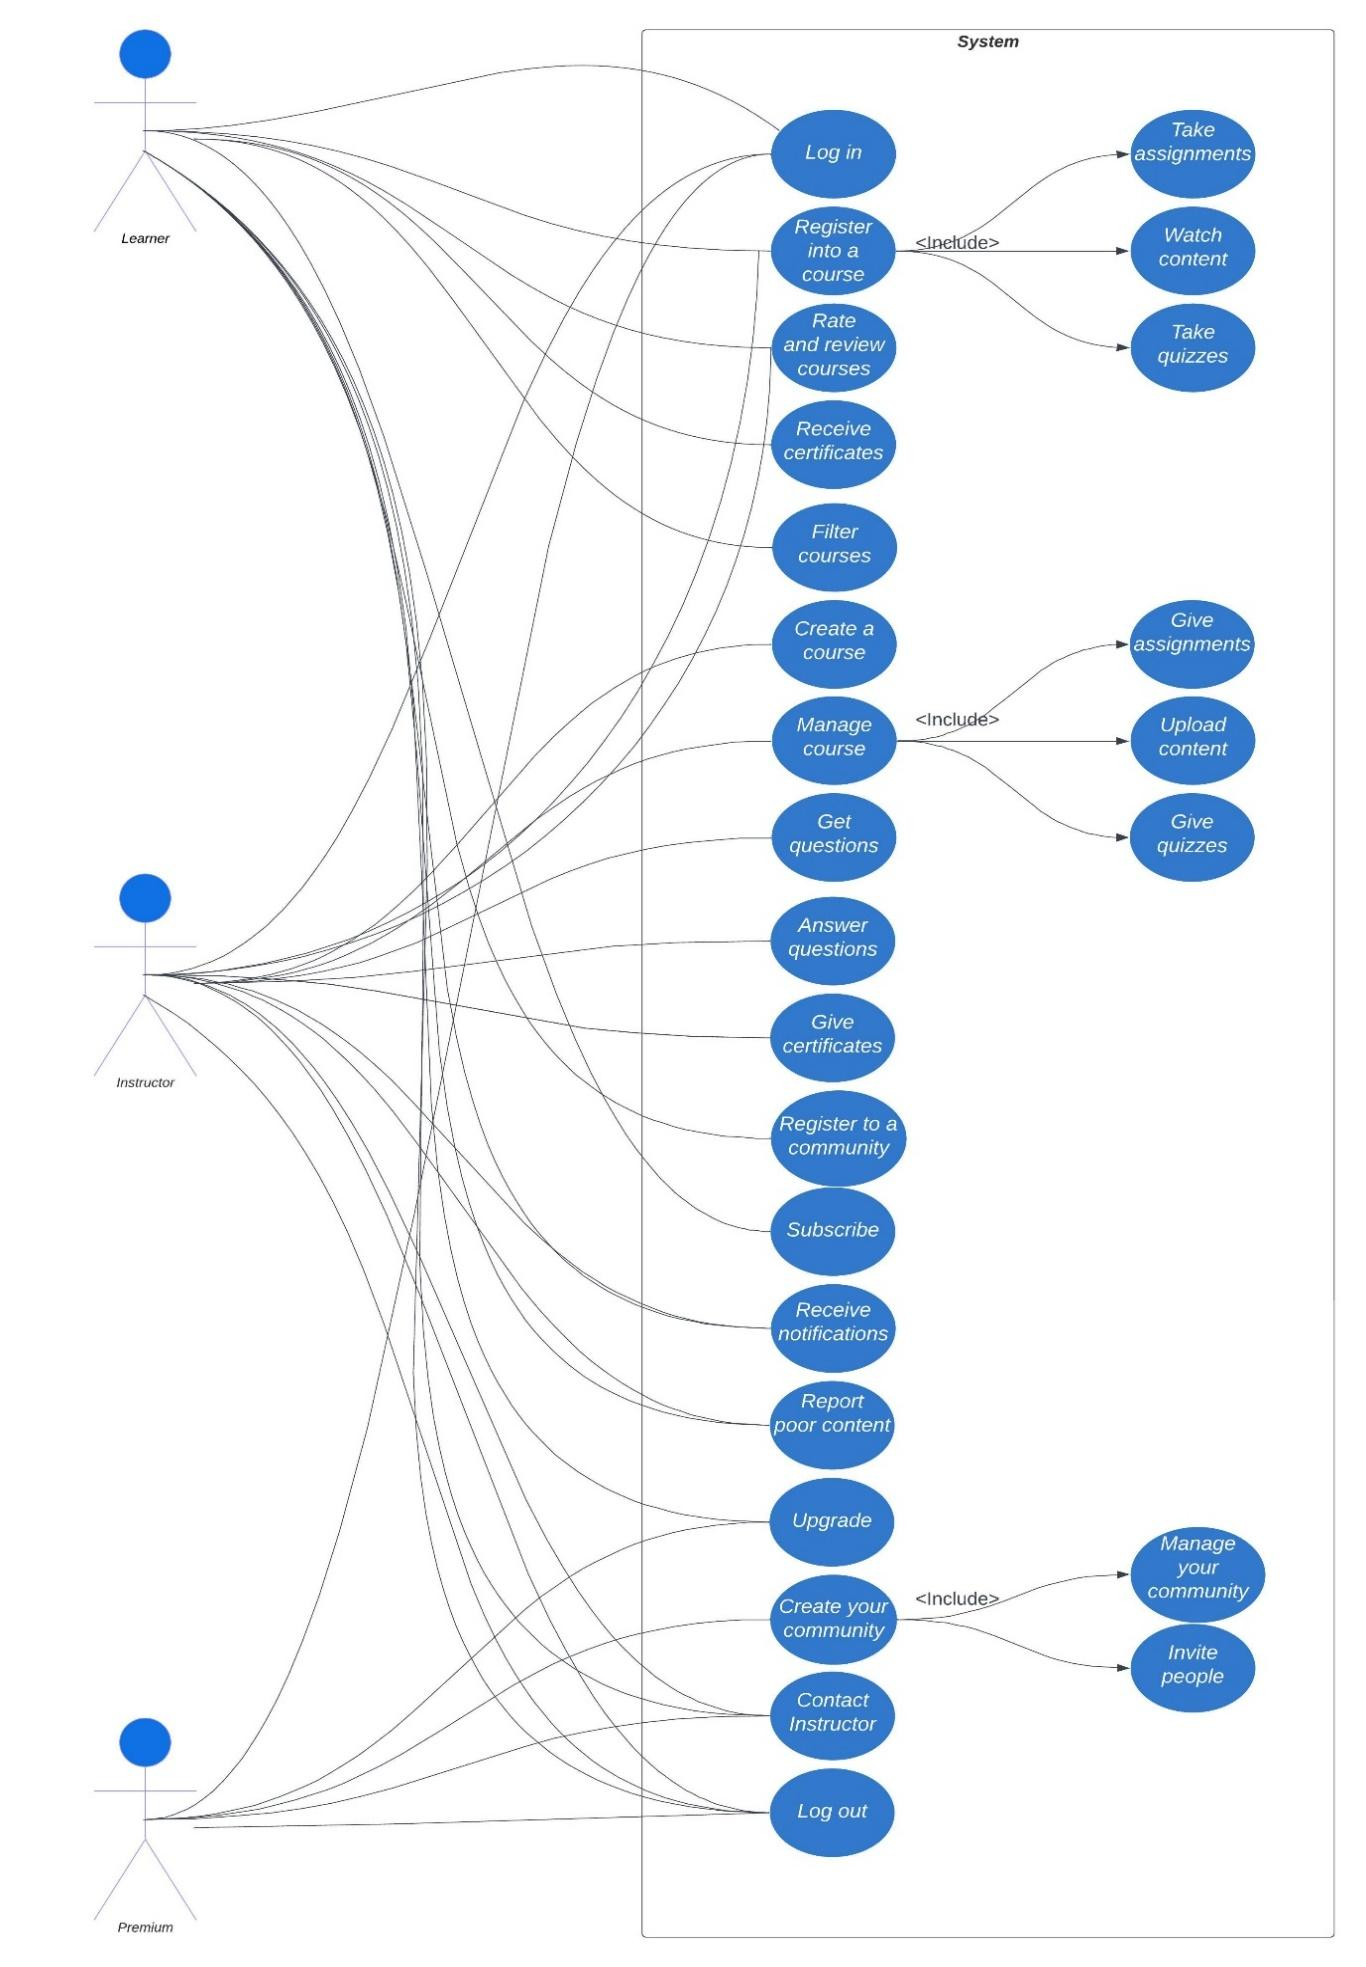 System
Learner
Log in
Take
assignments
Register
into a
course
<Include>
Watch
content
Rate
and review
courses
Take
quizzes
Receive
certificates
Filter
courses
Create a
course
Give
assignments
Manage
course
<Include>
Upload
content
Get
questions
Give
quizzes
Instructor
Answer
questions
Give
certificates
Register to a
community
Subscribe
Receive
notifications
Report
poor content
Upgrade
Create your
community
<Include>
Manage
your
community
Invite
people
Contact
Instructor
Log out
Premium